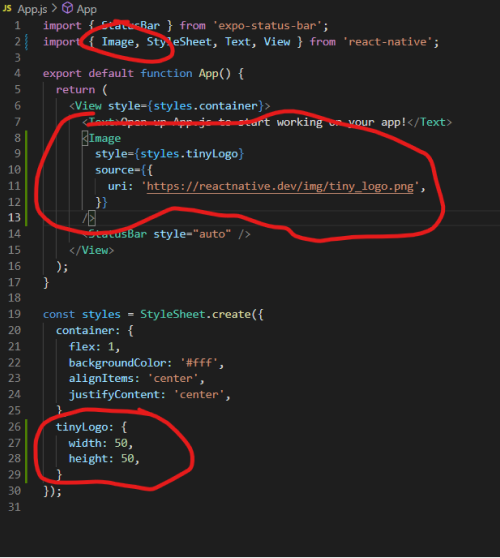 JS App.js > App
1 import { StatusBar } from 'expo-status-bar';
2 import { Image, StyleSheet, Text, View } from 'react-native';
3
4 export default function App() {
5   return (
6     <View style={styles.container}>
7       <Text>Open up App.js to start working on your app!</Text>
8       <Image
9         style={styles.tinyLogo}
10         source={{
11           uri: 'https://reactnative.dev/img/tiny_logo.png',
12         }}
13       />
14       <StatusBar style="auto" />
15     </View>
16   );
17 }
18
19 const styles = StyleSheet.create({
20   container: {
21     flex: 1,
22     backgroundColor: '#fff',
23     alignItems: 'center',
24     justifyContent: 'center',
25   }
26   tinyLogo: {
27     width: 50,
28     height: 50,
29   }
30 });
31